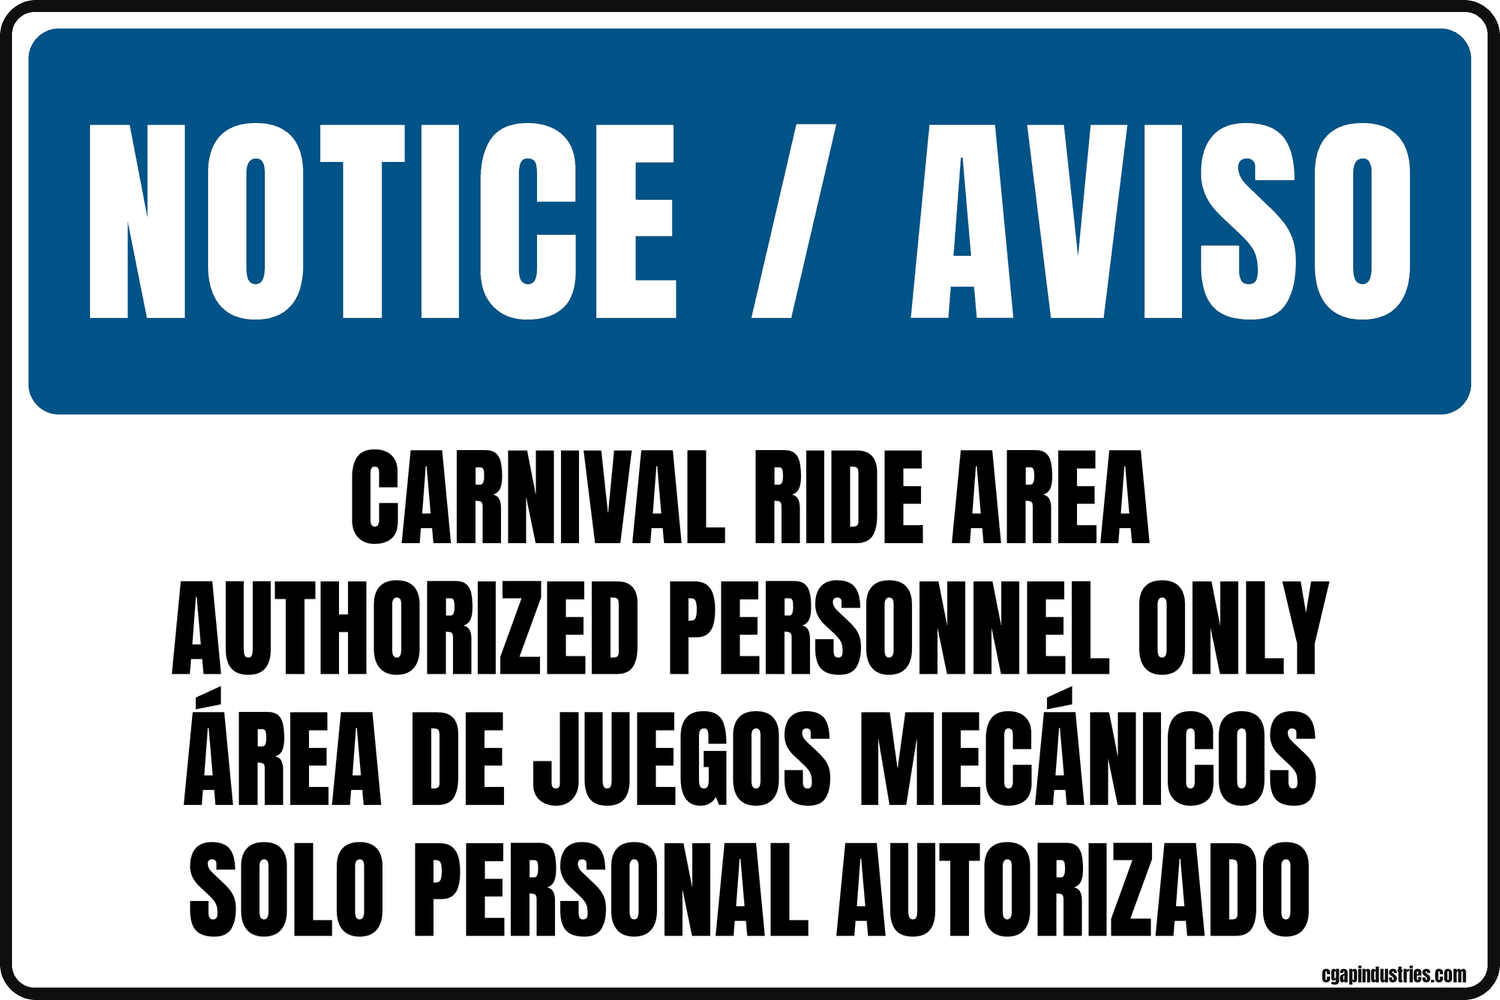 NOTICE / AVISO
CARNIVAL RIDE AREA
AUTHORIZED PERSONNEL ONLY
ÁREA DE JUEGOS MECÁNICOS
SOLO PERSONAL AUTORIZADO
cgapindustries.com